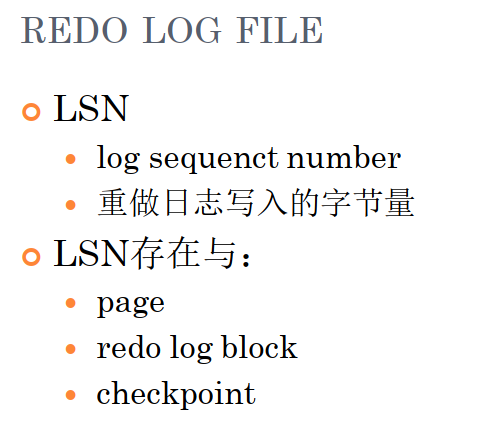 REDO LOG FILE
LSN
log sequenct number
重做日志写入的字节量
LSN存在与：
page
redo log block
checkpoint